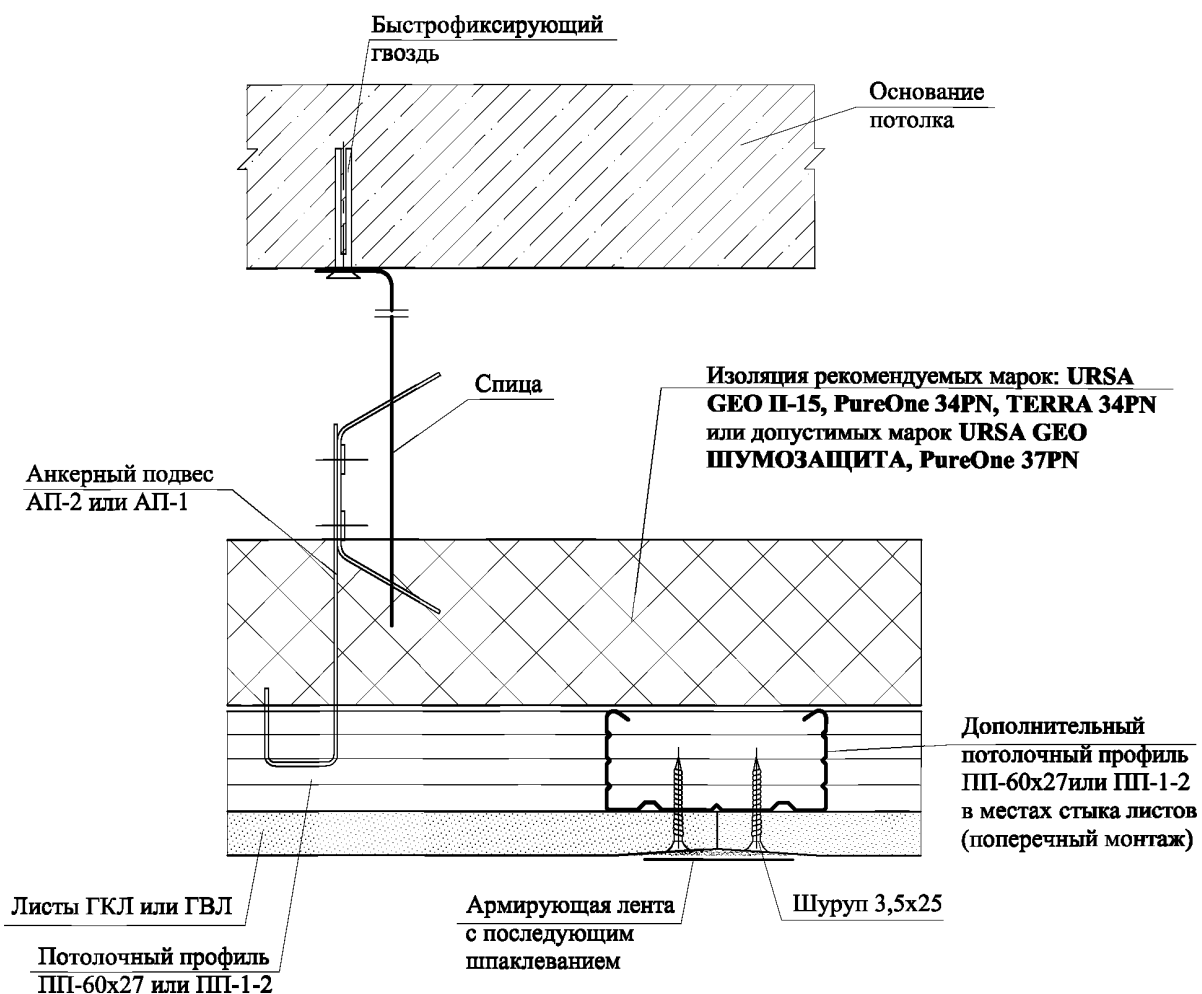 Быстрофиксирующий
гвоздь
Основание
потолка
Спица
Изоляция рекомендуемых марок: URSA
GEO П-15, PureOne 34PN, TERRA 34PN
или допустимых марок URSA GEO
ШУМОЗАЩИТА, PureOne 37PN
Анкерный подвес
АП-2 или АП-1
Дополнительный
потолочный профиль
ПП-60х27или ПП-1-2
в местах стыка листов
(поперечный монтаж)
Листы ГКЛ или ГВЛ
Армирующая лента
с последующим
шпаклеванием
Шуруп 3,5х25
Потолочный профиль
ПП-60х27 или ПП-1-2